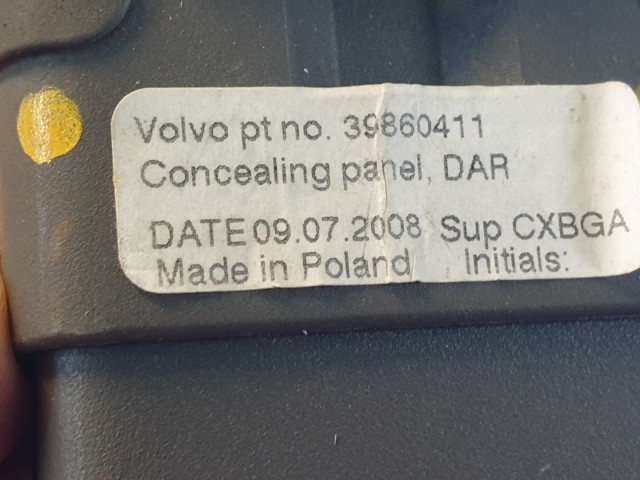 Volvo pt no. 39860411
Concealing panel, DAR
DATE 09.07.2008 Sup CXBGA
Made in Poland Initials: